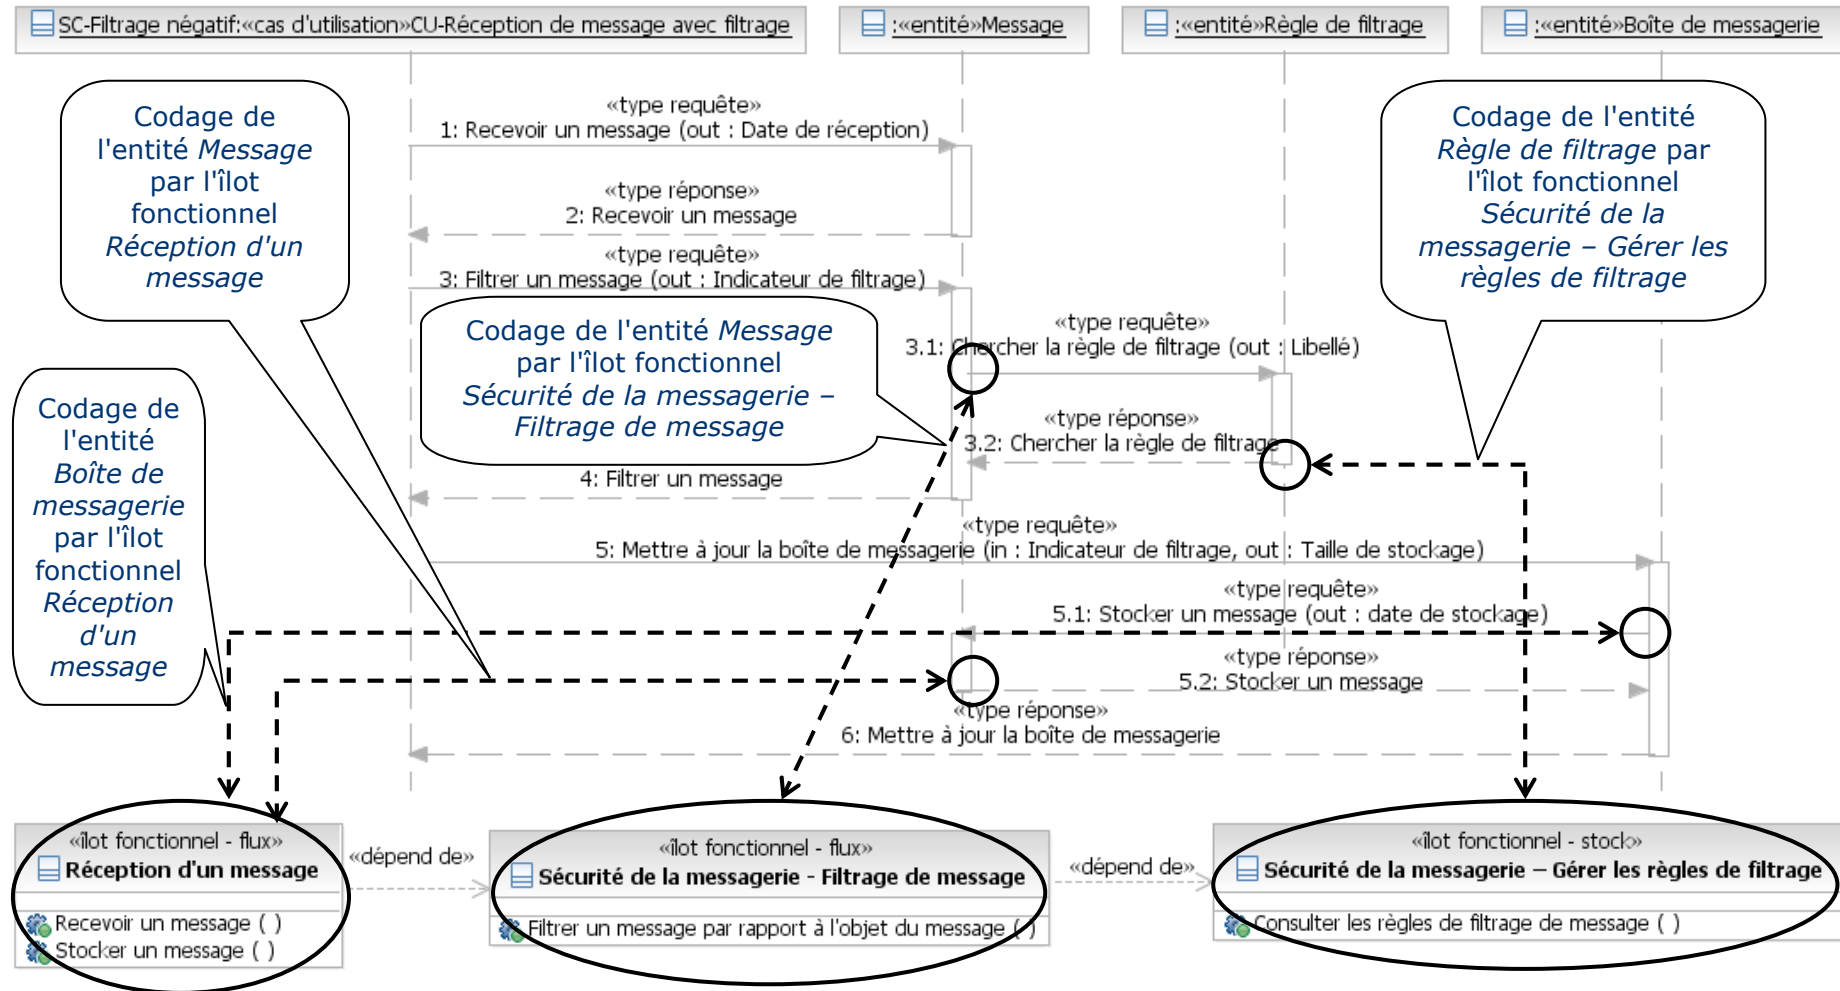 SC-Filtrage négatif:«cas d'utilisation»CU-Réception de message avec filtrage
:«entité»Message
:«entité»Règle de filtrage
:«entité»Boîte de messagerie
Codage de
l'entité Message
par l'îlot
fonctionnel
Réception d'un
message
«type requête»
1: Recevoir un message (out : Date de réception)
«type réponse»
2: Recevoir un message
«type requête»
3: Filtrer un message (out : Indicateur de filtrage)
Codage de l'entité
Règle de filtrage par
l'îlot fonctionnel
Sécurité de la
messagerie – Gérer les
règles de filtrage
Codage de l'entité Message
par l'îlot fonctionnel
Sécurité de la messagerie –
Filtrage de message
«type requête»
3.1: Chercher la règle de filtrage (out : Libellé)
«type réponse»
3.2: Chercher la règle de filtrage
4: Filtrer un message
Codage de
l'entité
Boîte de
messagerie
par l'îlot
fonctionnel
Réception
d'un
message
«type requête»
5: Mettre à jour la boîte de messagerie (in : Indicateur de filtrage, out : Taille de stockage)
«type requête»
5.1: Stocker un message (out : date de stockage)
«type réponse»
5.2: Stocker un message
«type réponse»
6: Mettre à jour la boîte de messagerie
«îlot fonctionnel - flux»
Réception d'un message
Recevoir un message ( )
Stocker un message ( )
«dépend de»
«îlot fonctionnel - flux»
Sécurité de la messagerie - Filtrage de message
Filtrer un message par rapport à l'objet du message ( )
«dépend de»
«îlot fonctionnel - stock»
Sécurité de la messagerie – Gérer les règles de filtrage
Consulter les règles de filtrage de message ( )